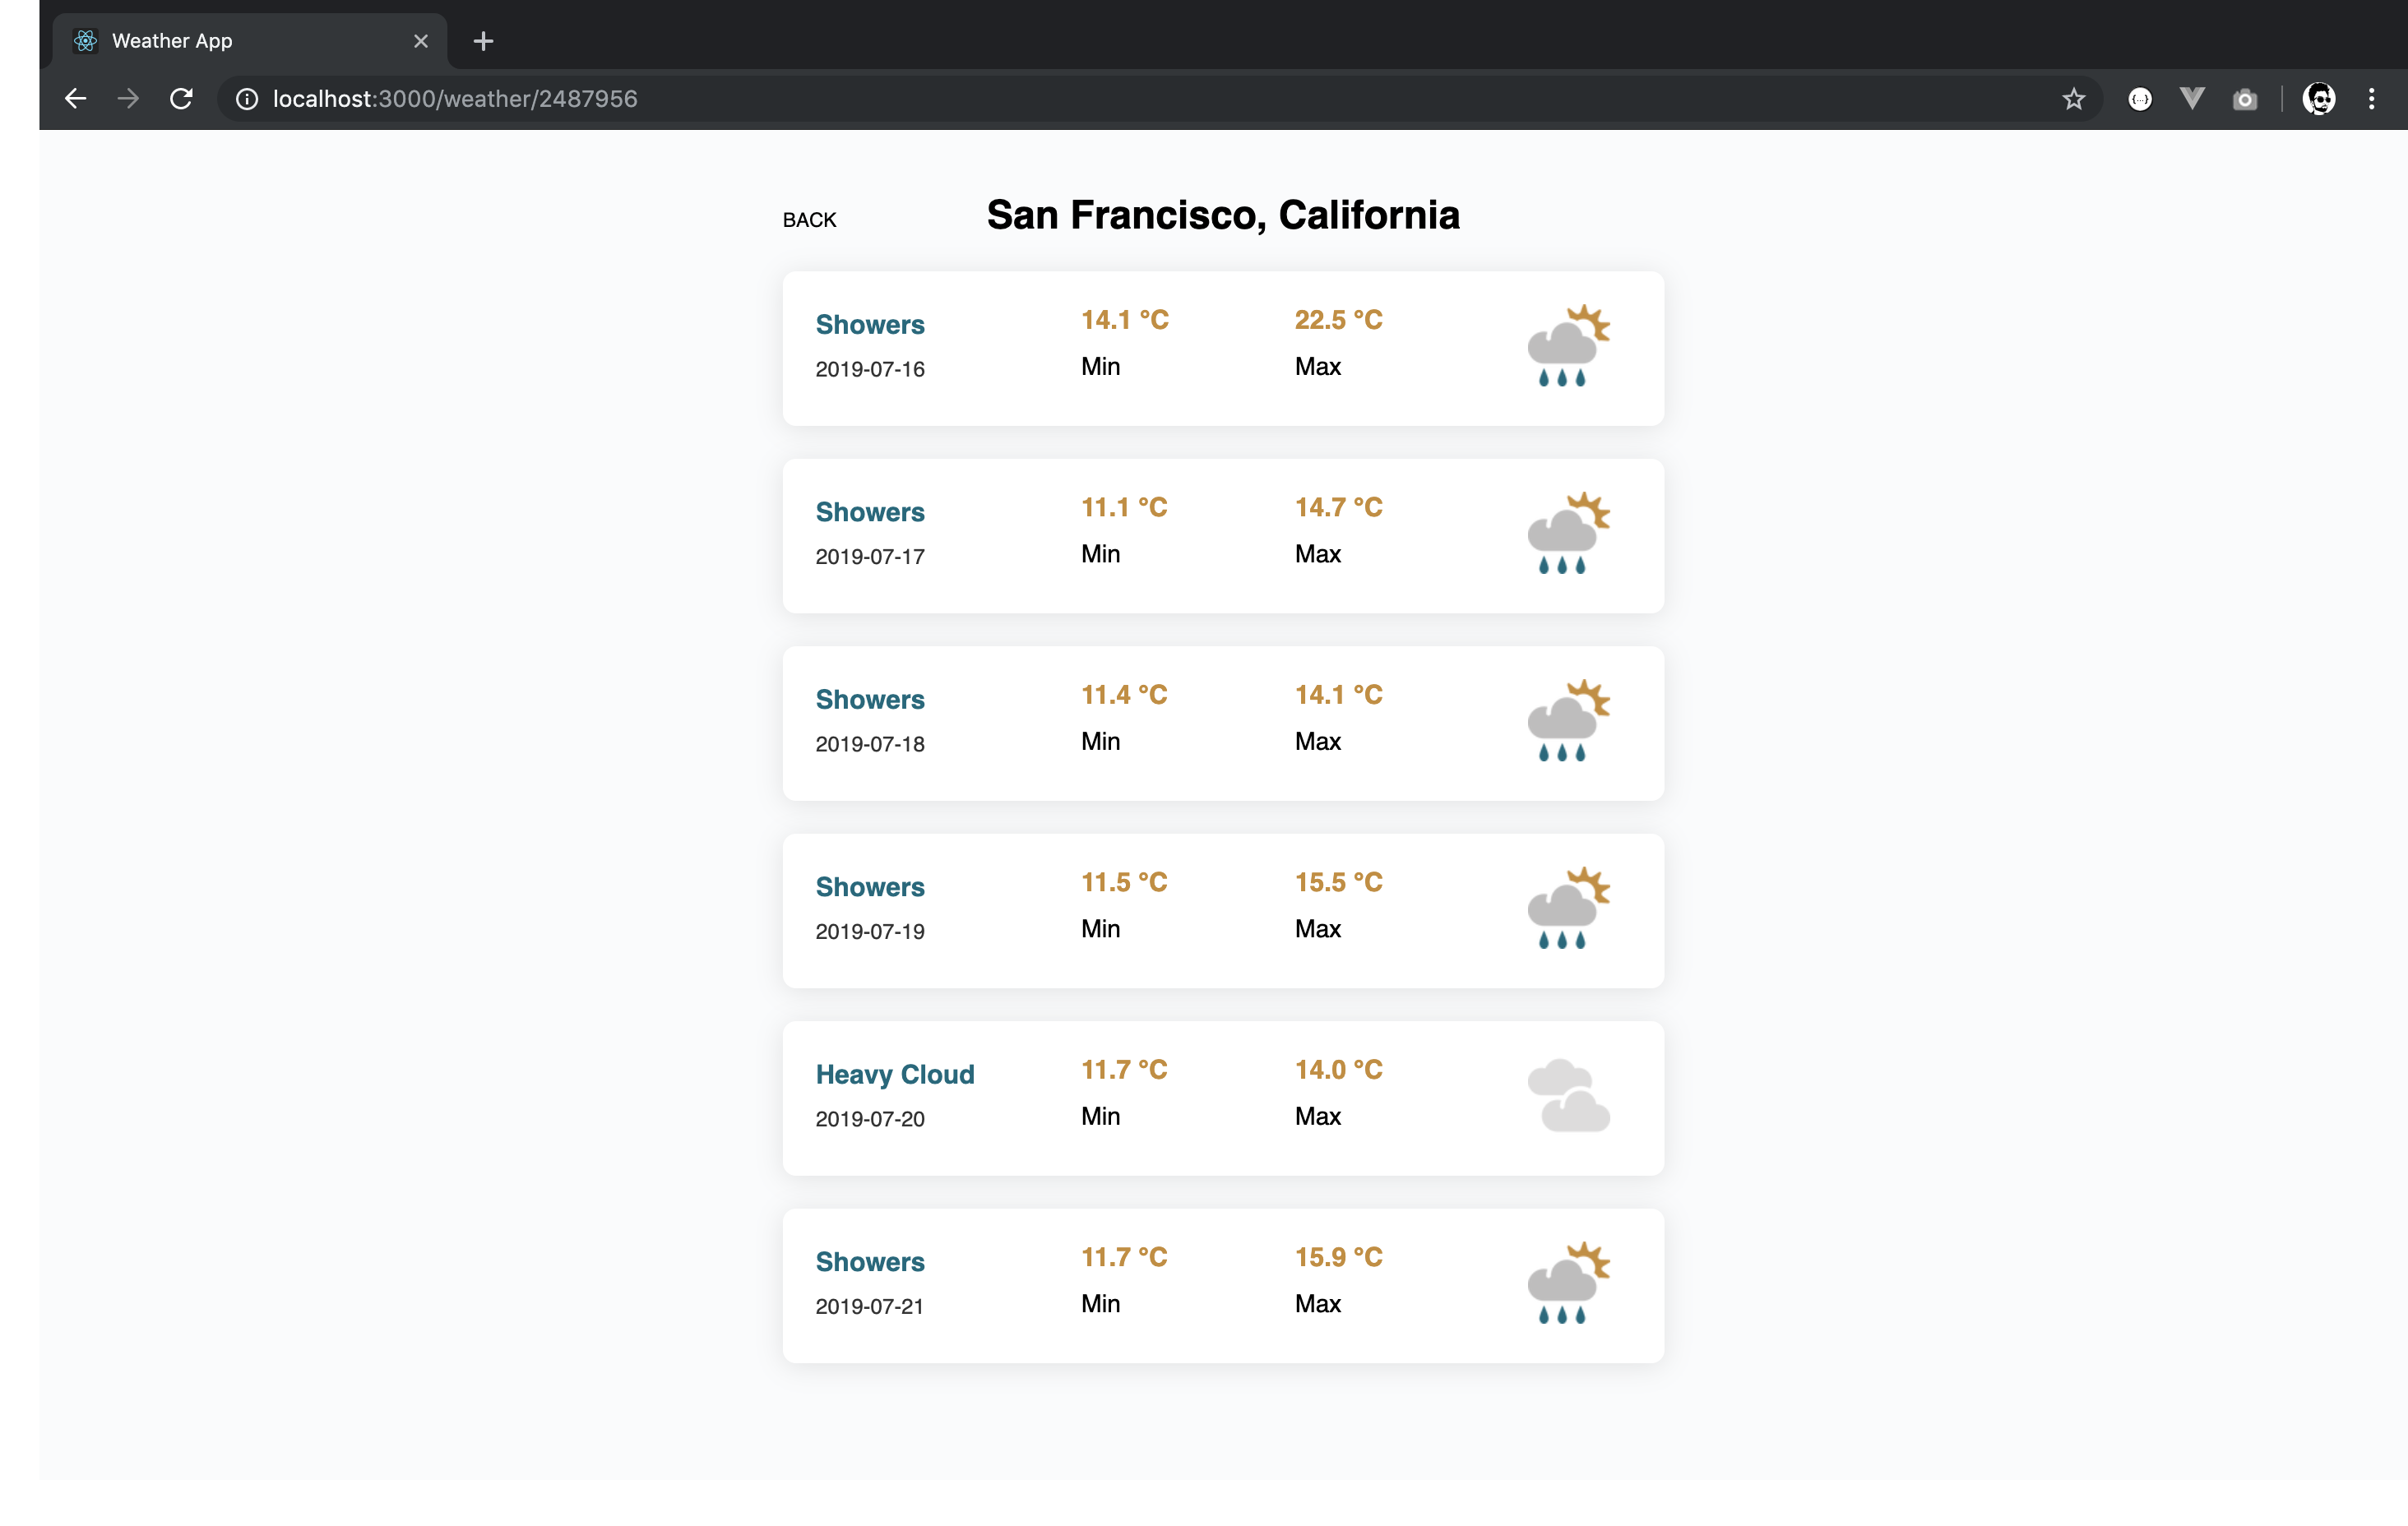 Weather App
localhost:3000/weather/2487956
BACK
San Francisco, California
Showers
2019-07-16
14.1 °C
Min
22.5 °C
Max
Showers
2019-07-17
11.1 °C
Min
14.7 °C
Max
Showers
2019-07-18
11.4 °C
Min
14.1 °C
Max
Showers
2019-07-19
11.5 °C
Min
15.5 °C
Max
Heavy Cloud
2019-07-20
11.7 °C
Min
14.0 °C
Max
Showers
2019-07-21
11.7 °C
Min
15.9 °C
Max